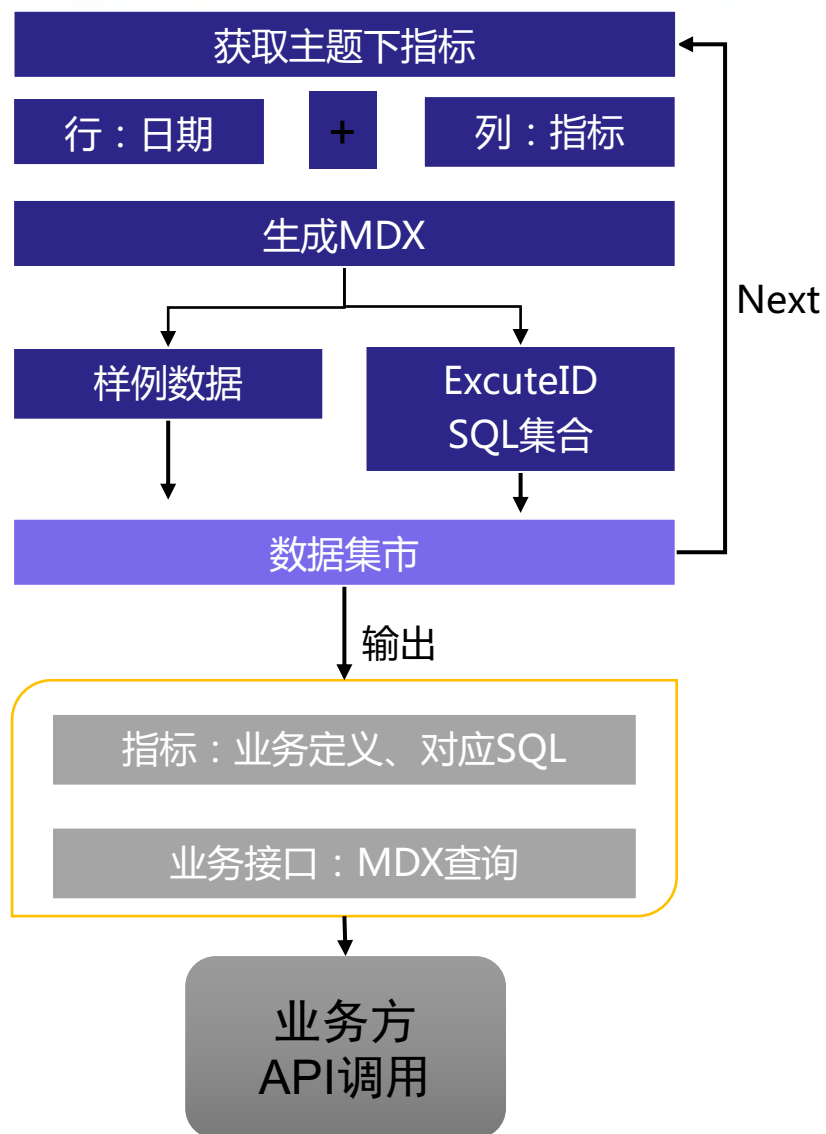 获取主题下指标
行：日期
+
列：指标
生成MDX
Next
样例数据
ExcuteID
SQL集合
数据集市
输出
指标：业务定义、对应SQL
业务接口：MDX查询
业务方
API调用